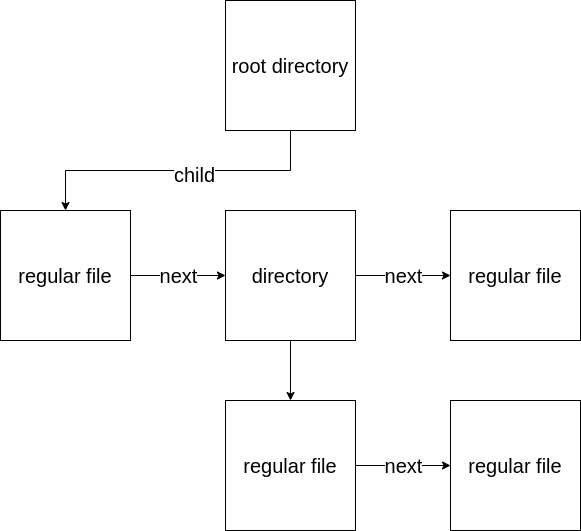 root directory
child
regular file
next
directory
next
regular file
regular file
next
regular file